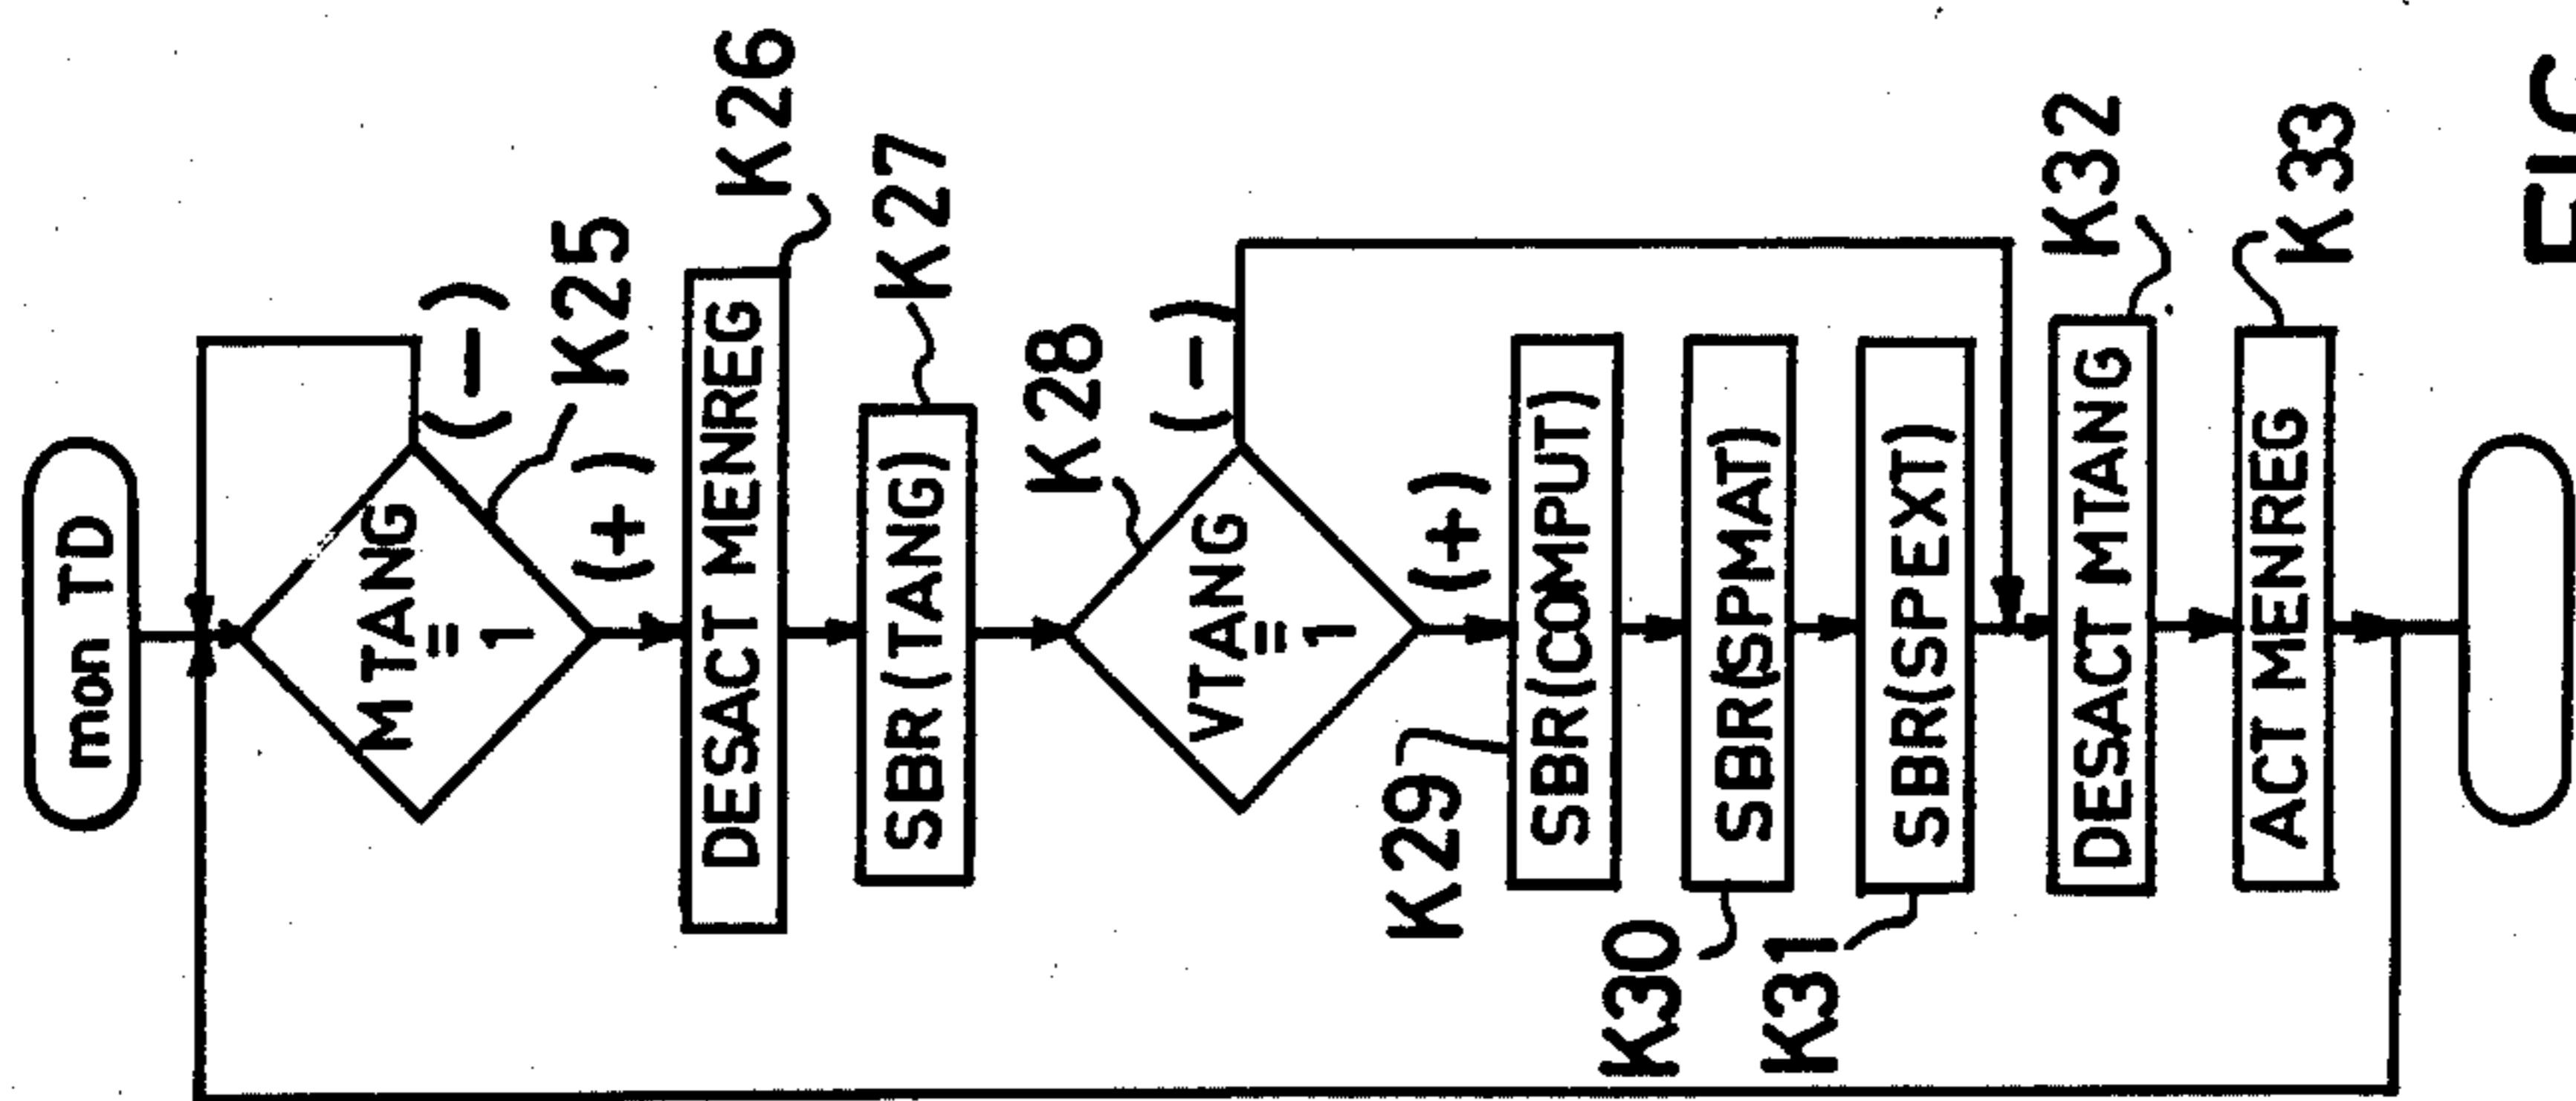 mon TD
MTANG
=
1
(-)
K25
(+)
DESACT MENREG
K26
SBR(TANG)
K27
VTANG
=
1
K28
(-)
(+)
K29
SBR(COMPUT)
K30
SBR(SPMAT)
K31
SBR(SPEXT)
DESACT MTANG
K32
ACT MENREG
K33